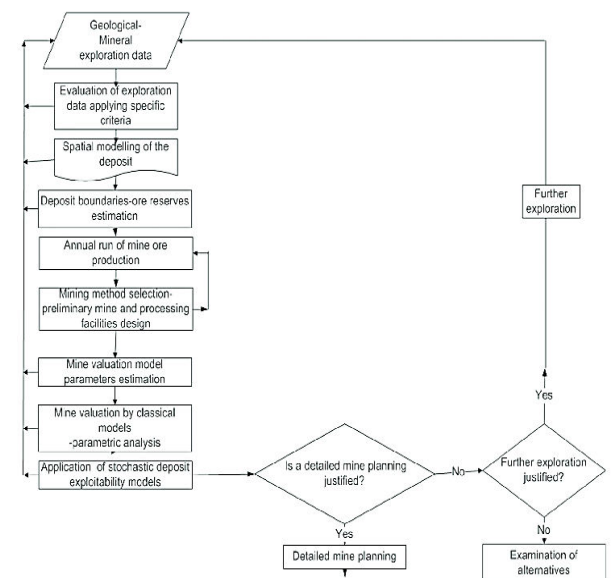 Geological-
Mineral
exploration data
Evaluation of exploration
data applying specific
criteria
Spatial modelling of the
deposit
Deposit boundaries-ore reserves
estimation
Further
exploration
Annual run of mine ore
production
Mining method selection-
preliminary mine and processing
facilities design
Mine valuation model
parameters estimation
Yes
Mine valuation by classical
models
-parametric analysis
Application of stochastic deposit
exploitability models
Is a detailed mine planning
justified?
No
Further exploration
justified?
Yes
No
Detailed mine planning
Examination of
alternatives